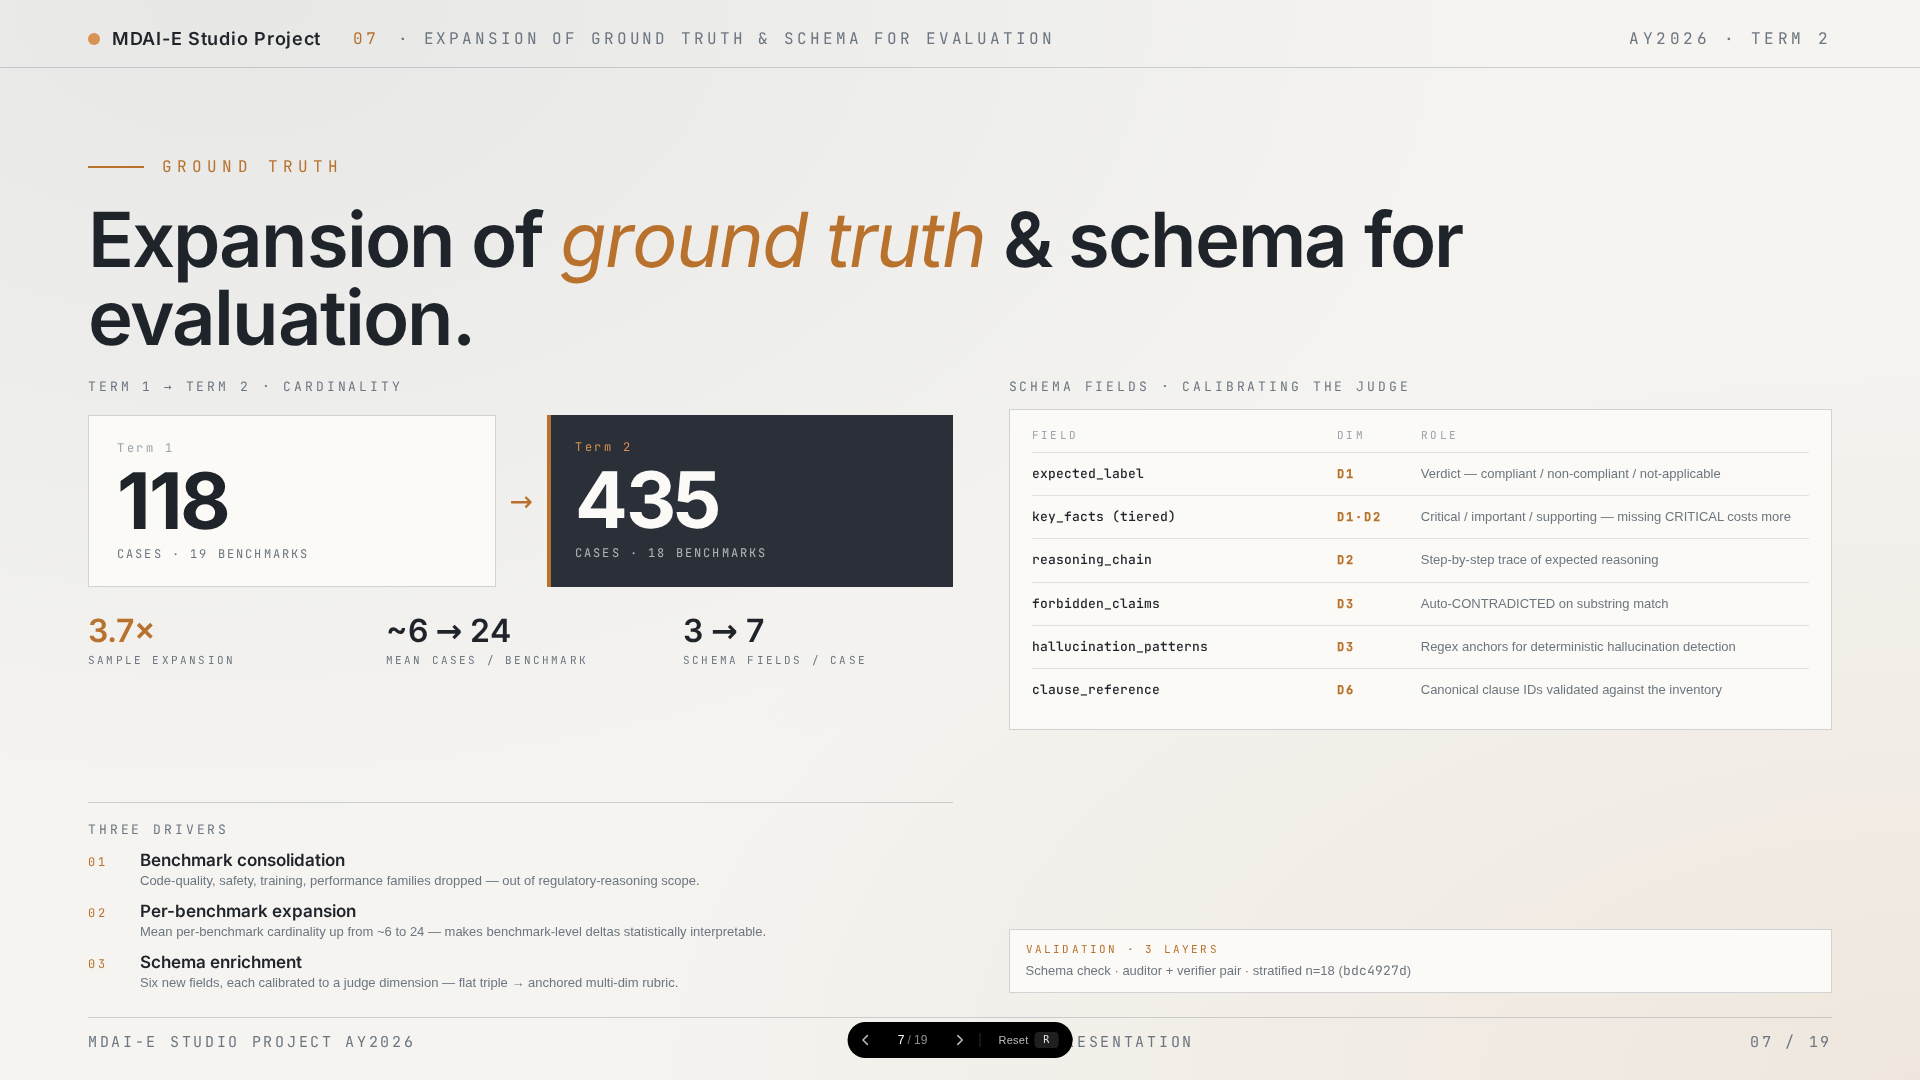 MDAI-E Studio Project 07 · EXPANSION OF GROUND TRUTH & SCHEMA FOR EVALUATION AY2026 · TERM 2
GROUND TRUTH
Expansion of ground truth & schema for
evaluation.
TERM 1 → TERM 2 · CARDINALITY
Term 1
118
CASES · 19 BENCHMARKS
→
Term 2
435
CASES · 18 BENCHMARKS
3.7×
SAMPLE EXPANSION
~6 → 24
MEAN CASES / BENCHMARK
3 → 7
SCHEMA FIELDS / CASE
THREE DRIVERS
01 Benchmark consolidation
Code-quality, safety, training, performance families dropped — out of regulatory-reasoning scope.
02 Per-benchmark expansion
Mean per-benchmark cardinality up from ~6 to 24 — makes benchmark-level deltas statistically interpretable.
03 Schema enrichment
Six new fields, each calibrated to a judge dimension — flat triple → anchored multi-dim rubric.
SCHEMA FIELDS · CALIBRATING THE JUDGE
FIELD DIM ROLE
expected_label D1 Verdict — compliant / non-compliant / not-applicable
key_facts (tiered) D1·D2 Critical / important / supporting — missing CRITICAL costs more
reasoning_chain D2 Step-by-step trace of expected reasoning
forbidden_claims D3 Auto-CONTRADICTED on substring match
hallucination_patterns D3 Regex anchors for deterministic hallucination detection
clause_reference D6 Canonical clause IDs validated against the inventory
VALIDATION · 3 LAYERS
Schema check · auditor + verifier pair · stratified n=18 (bdc4927d)
MDAI-E STUDIO PROJECT AY2026 ESENTATION 07 / 19
7 / 19 Reset R